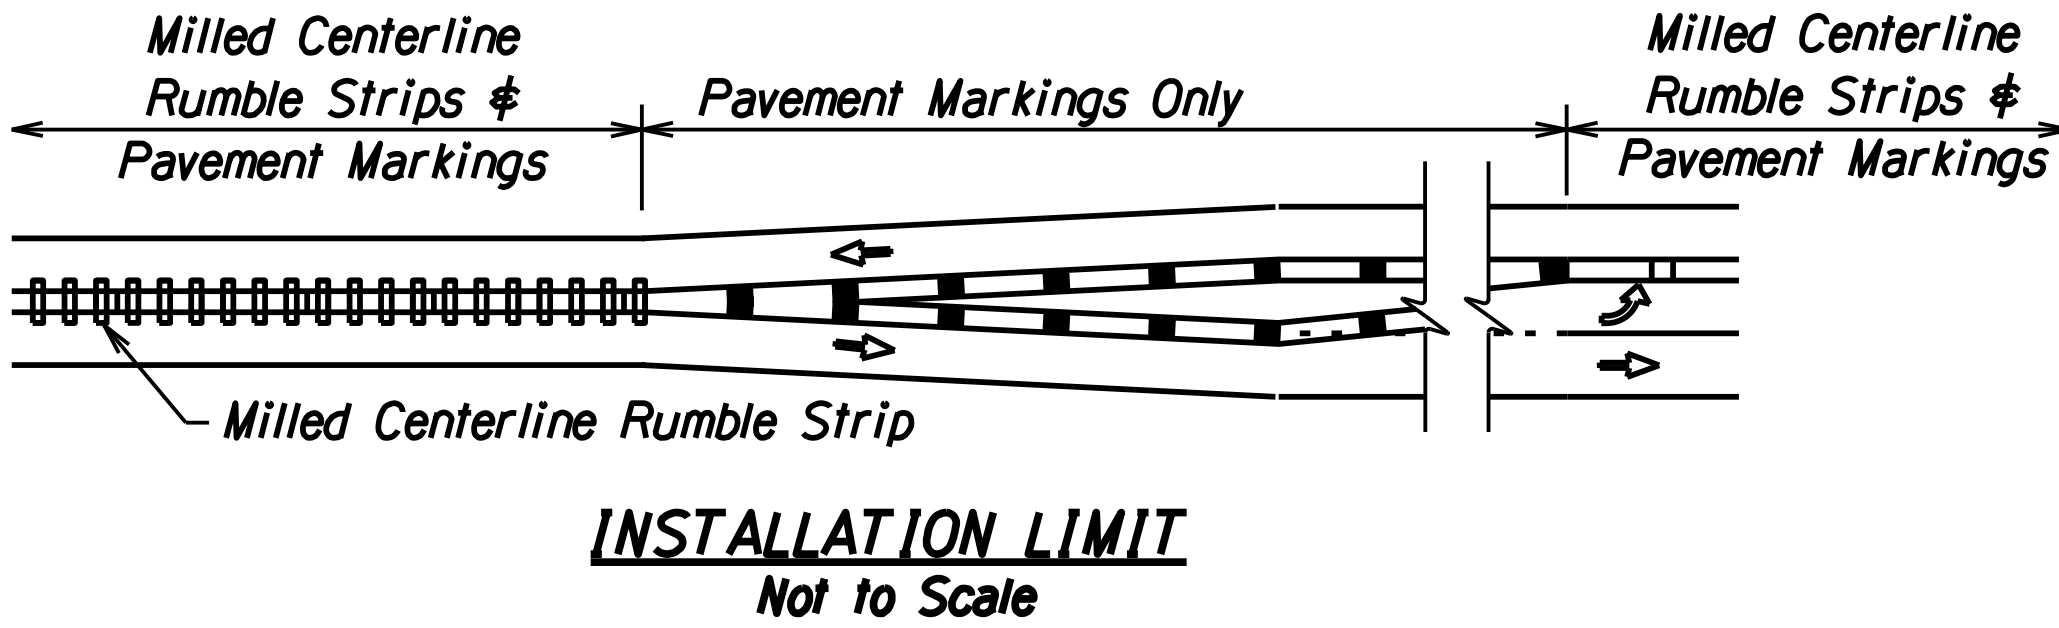 Milled Centerline
Rumble Strips &
Pavement Markings
Pavement Markings Only
Milled Centerline
Rumble Strips &
Pavement Markings
Milled Centerline Rumble Strip
INSTALLATION LIMIT
Not to Scale